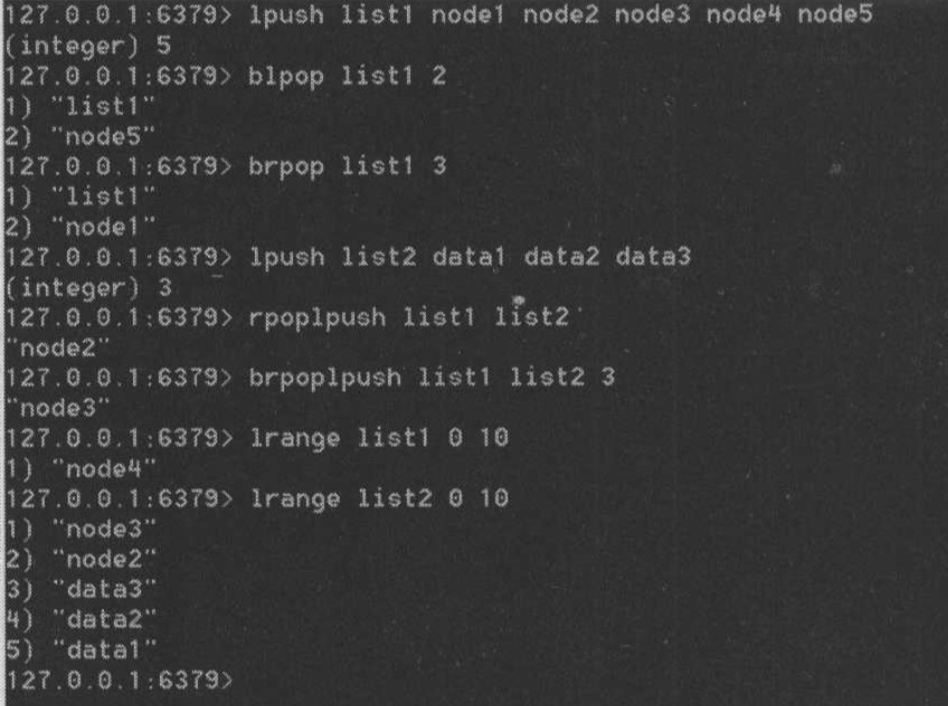 127.0.0.1:6379> lpush list1 node1 node2 node3 node4 node5
(integer) 5
127.0.0.1:6379> blpop list1 2
1) "list1"
2) "node5"
127.0.0.1:6379> brpop list1 3
1) "list1"
2) "node1"
127.0.0.1:6379> lpush list2 data1 data2 data3
(integer) 3
127.0.0.1:6379> rpoplpush list1 list2
"node2"
127.0.0.1:6379> brpoplpush list1 list2 3
"node3"
127.0.0.1:6379> lrange list1 0 10
1) "node4"
127.0.0.1:6379> lrange list2 0 10
1) "node3"
2) "node2"
3) "data3"
4) "data2"
5) "data1"
127.0.0.1:6379>